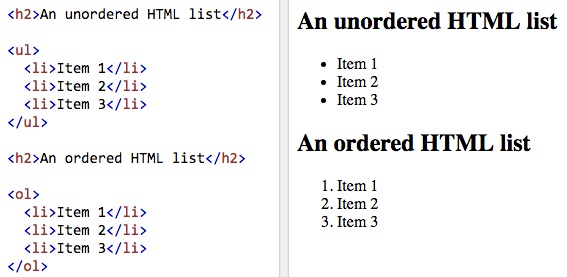 <h2>An unordered HTML list</h2>
<ul>
<li>Item 1</li>
<li>Item 2</li>
<li>Item 3</li>
</ul>
<h2>An ordered HTML list</h2>
<ol>
<li>Item 1</li>
<li>Item 2</li>
<li>Item 3</li>
</ol>
An unordered HTML list
• Item 1
• Item 2
• Item 3
An ordered HTML list
1. Item 1
2. Item 2
3. Item 3